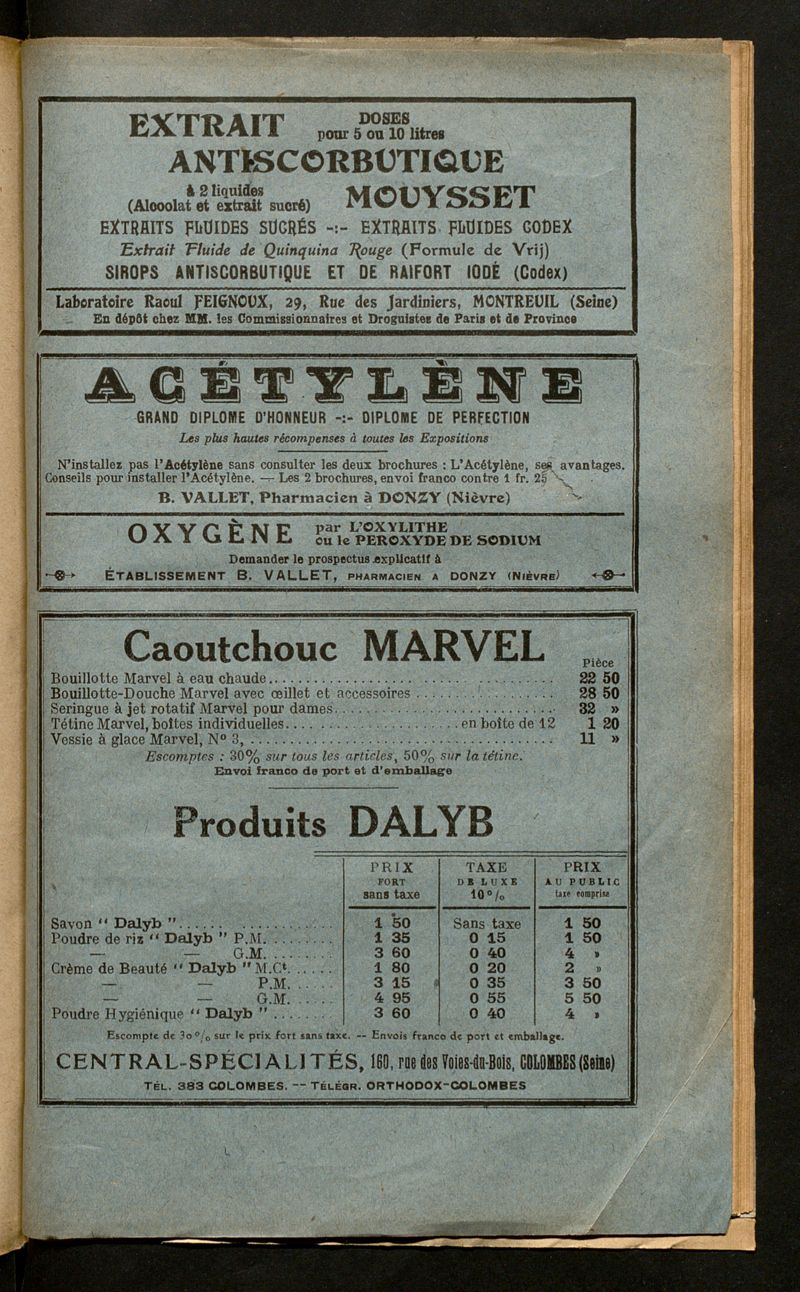 EXTRAIT DOSES pour 5 ou 10 litres
ANTISCORBUTIQUE
à 2 liquides (Alcoolat et extrait sucré) MOUYSSET
EXTRAITS FLUIDES SUCRÉS -:- EXTRAITS FLUIDES CODEX
Extrait Fluide de Quinquina Rouge (Formule de Vrij)
SIROPS ANTISCORBUTIQUE ET DE RAIFORT IODÉ (Codex)
Laboratoire Raoul FEIGNOUX, 29, Rue des Jardiniers, MONTREUIL (Seine)
En dépôt chez MM. les Commissionnaires et Droguistes de Paris et de Province
ACÉTYLÈNE
GRAND DIPLOME D'HONNEUR -:- DIPLOME DE PERFECTION
Les plus hautes récompenses à toutes les Expositions
N'installez pas l'Acétylène sans consulter les deux brochures : L'Acétylène, ses avantages.
Conseils pour installer l'Acétylène. — Les 2 brochures, envoi franco contre 1 fr. 25
B. VALLET, Pharmacien à DONZY (Nièvre)
OXYGÈNE par L'OXYLITHE
ou le PEROXYDE DE SODIUM
Demander le prospectus explicatif à
ÉTABLISSEMENT B. VALLET, PHARMACIEN A DONZY (NIÈVRE)
Caoutchouc MARVEL
Pièce
Bouillotte Marvel à eau chaude 22 50
Bouillotte-Douche Marvel avec œillet et accessoires 28 50
Seringue à jet rotatif Marvel pour dames 32 »
Tétine Marvel, boîtes individuelles en boîte de 12 1 20
Vessie à glace Marvel, N° 3, 11 »
Escomptes : 30% sur tous les articles, 50% sur la tétine.
Envoi franco de port et d'emballage
Produits DALYB
PRIX FORT sans taxe TAXE DE LUXE 10 % PRIX AU PUBLIC taxe comprise
Savon " Dalyb " 1 50 Sans taxe 1 50
Poudre de riz " Dalyb " P.M. 1 35 0 15 1 50
— — G.M. 3 60 0 40 4 »
Crème de Beauté " Dalyb " M.Ct. 1 80 0 20 2 »
— — P.M. 3 15 0 35 3 50
— — G.M. 4 95 0 55 5 50
Poudre Hygiénique " Dalyb " 3 60 0 40 4 »
Escompte de 30 % sur le prix fort sans taxe. -- Envois franco de port et emballage.
CENTRAL-SPÉCIALITÉS, 160, rue des Voies-du-Bois, COLOMBES (Seine)
TÉL. 383 COLOMBES. -- TÉLÉGR. ORTHODOX-COLOMBES